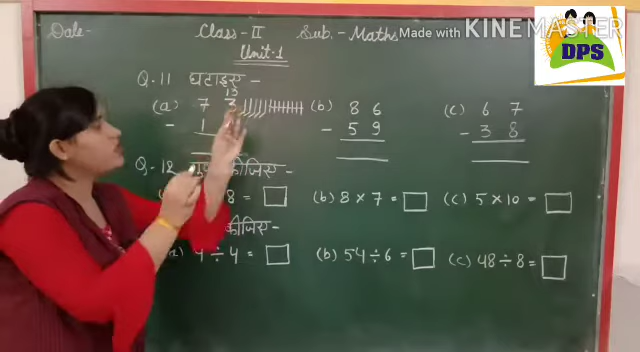 Made with KINEMASTER
DPS
Date- Class-II Sub.-Maths
Unit-1
Q.11 घटाइए -
13
(a) 7 3 (b) 8 6 (c) 6 7
- 1 - 5 9 - 3 8
Q.12 कीजिए -
8 = (b) 8 × 7 = (c) 5 × 10 =
कीजिए -
4 ÷ 4 = (b) 54 ÷ 6 = (c) 48 ÷ 8 =